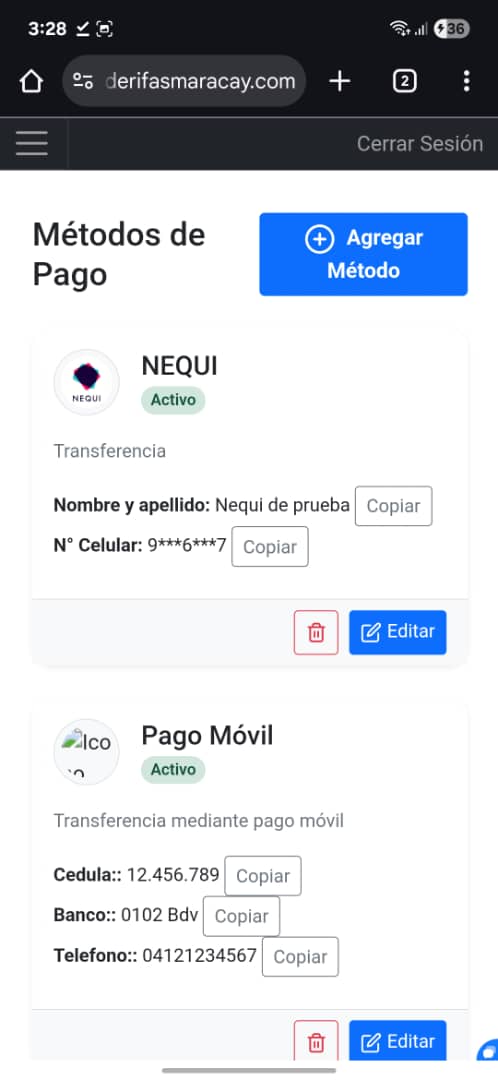 3:28
36
derifasmaracay.com
2
Cerrar Sesión
Métodos de
Pago
Agregar
Método
NEQUI
NEQUI
Activo
Transferencia
Nombre y apellido: Nequi de prueba Copiar
N° Celular: 9***6***7 Copiar
Editar
Ico
Pago Móvil
Activo
Transferencia mediante pago móvil
Cedula:: 12.456.789 Copiar
Banco:: 0102 Bdv Copiar
Telefono:: 04121234567 Copiar
Editar